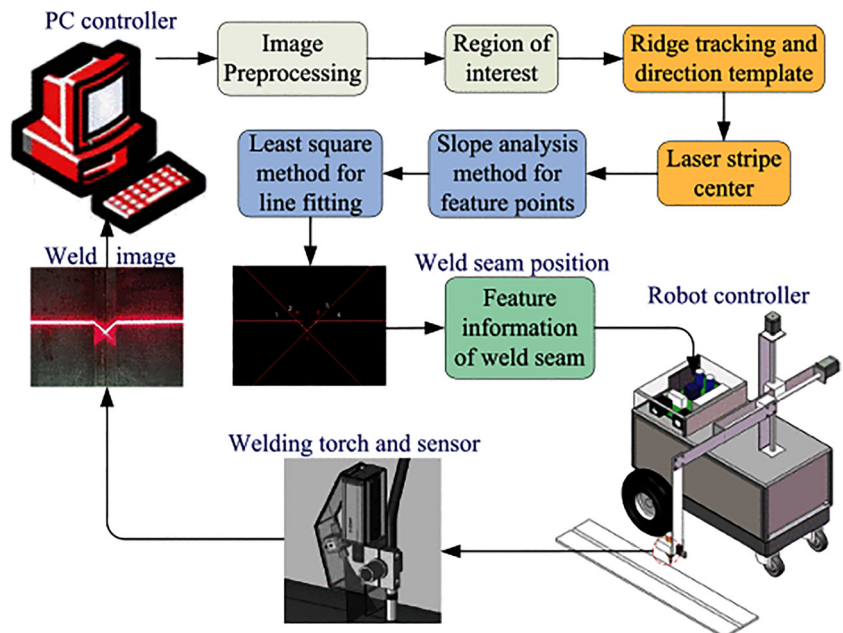 PC controller
Image
Preprocessing
Region of
interest
Ridge tracking and
direction template
Least square
method for
line fitting
Slope analysis
method for
feature points
Laser stripe
center
Weld image
Weld seam position
Feature
information
of weld seam
Robot controller
Welding torch and sensor